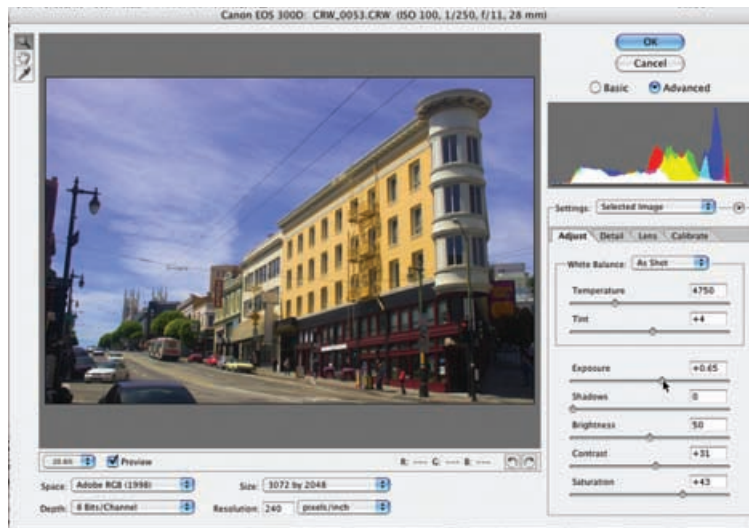 Canon EOS 300D: CRW_0053.CRW (ISO 100, 1/250, f/11, 28 mm)
OK
Cancel
Basic Advanced
Settings: Selected Image
Adjust Detail Lens Calibrate
White Balance: As Shot
Temperature 4750
Tint +4
Exposure +0.65
Shadows 0
Brightness 50
Contrast +31
Saturation +43
Preview
R: --- G: --- B: ---
Space: Adobe RGB (1998) Size: 3072 by 2048
Depth: 8 Bits/Channel Resolution: 240 pixels/inch